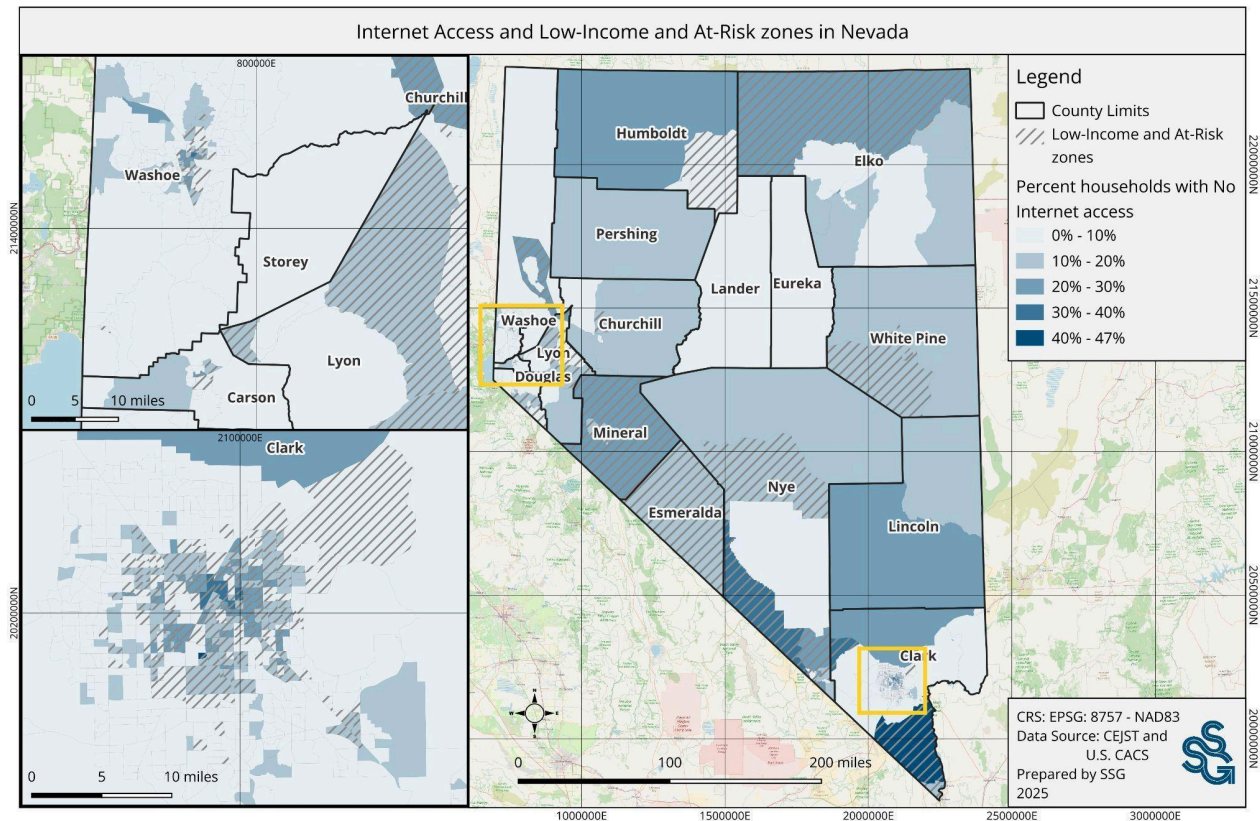 Internet Access and Low-Income and At-Risk zones in Nevada
800000E
Churchill
Washoe
Storey
Lyon
Carson
0 5 10 miles
2140000N
2100000E
Clark
2020000N
0 5 10 miles
Humboldt
Elko
Pershing
Lander
Eureka
Washoe
Churchill
Lyon
White Pine
Douglas
Mineral
Nye
Esmeralda
Lincoln
Clark
N
W E
S
0 100 200 miles
1000000E
1500000E
2000000E
2500000E
3000000E
2200000N
2150000N
2100000N
2050000N
2000000N
Legend
County Limits
Low-Income and At-Risk
zones
Percent households with No
Internet access
0% - 10%
10% - 20%
20% - 30%
30% - 40%
40% - 47%
CRS: EPSG: 8757 - NAD83
Data Source: CEJST and
U.S. CACS
Prepared by SSG
2025
SSG